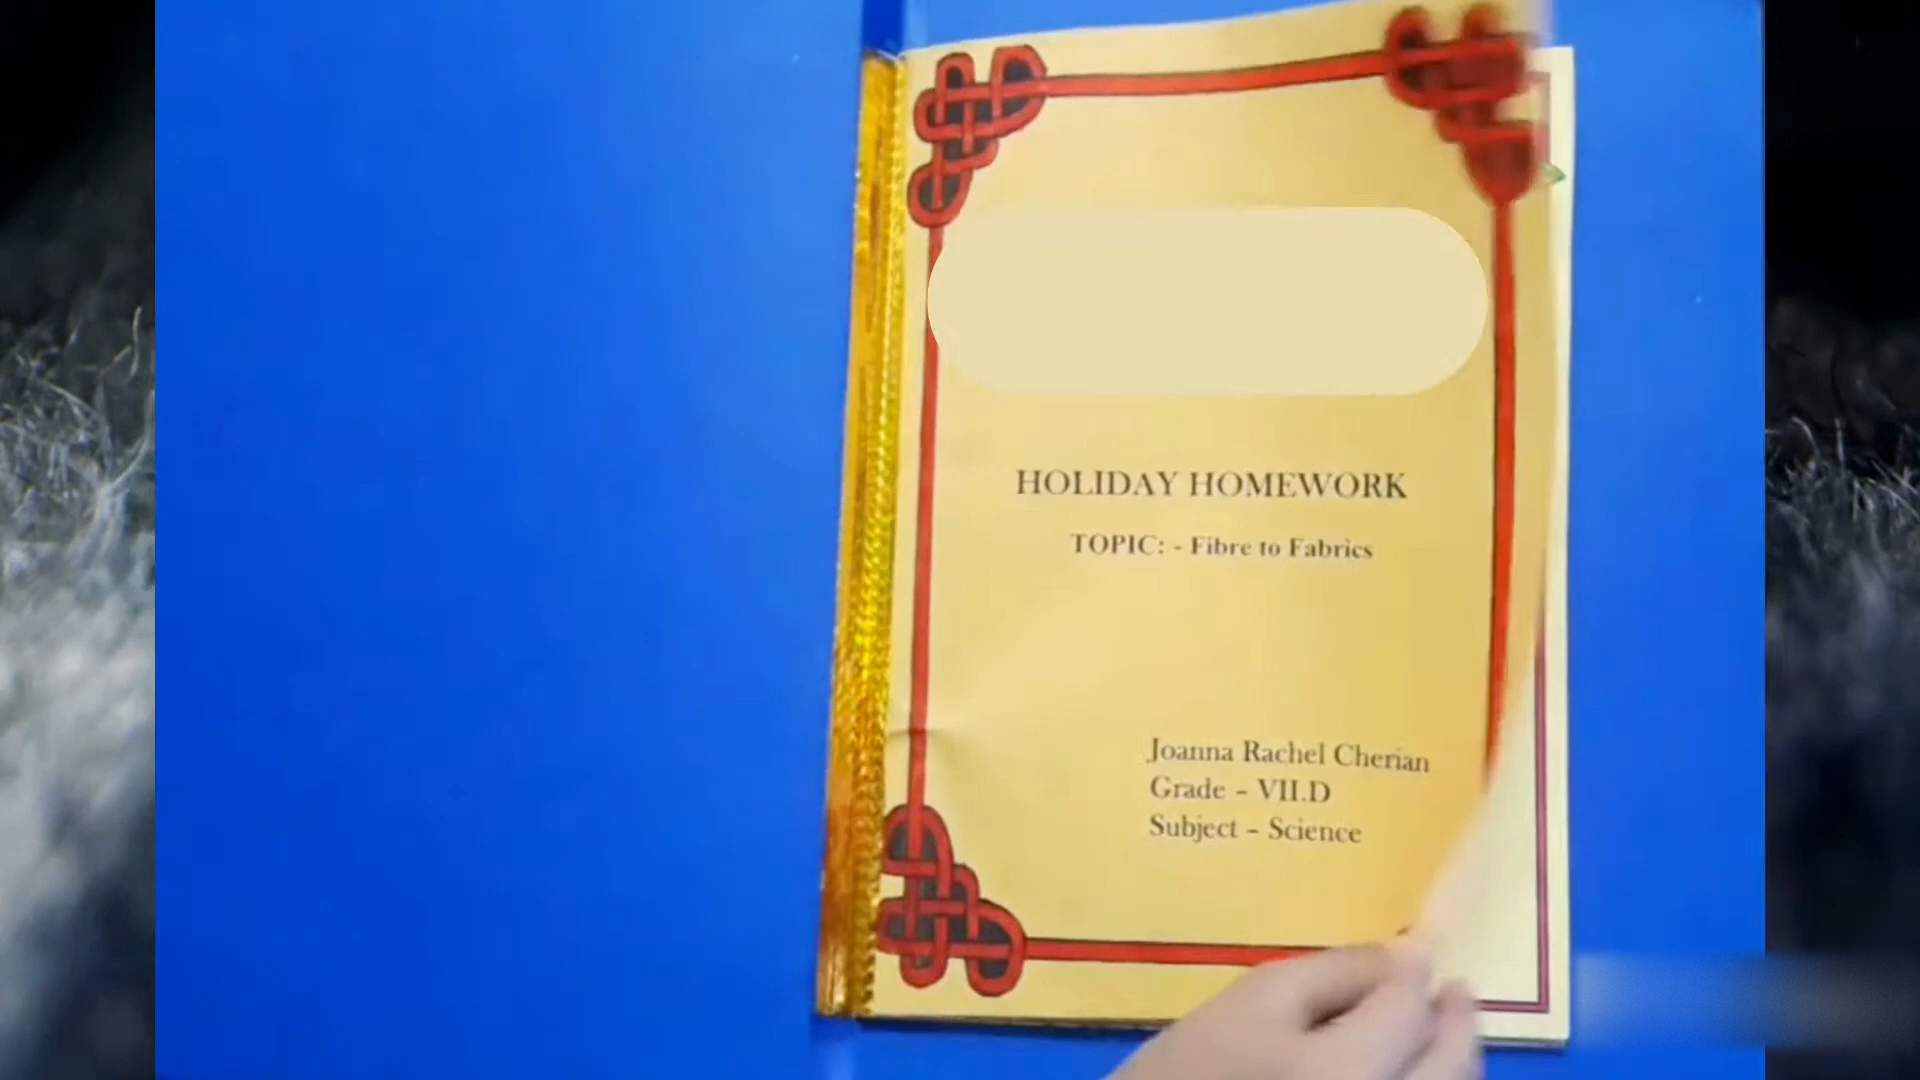 HOLIDAY HOMEWORK
TOPIC: - Fibre to Fabrics
Joanna Rachel Cherian
Grade - VII.D
Subject - Science